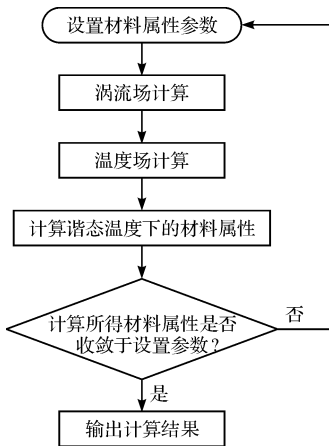 设置材料属性参数
涡流场计算
温度场计算
计算谐态温度下的材料属性
计算所得材料属性是否
收敛于设置参数?
否
是
输出计算结果